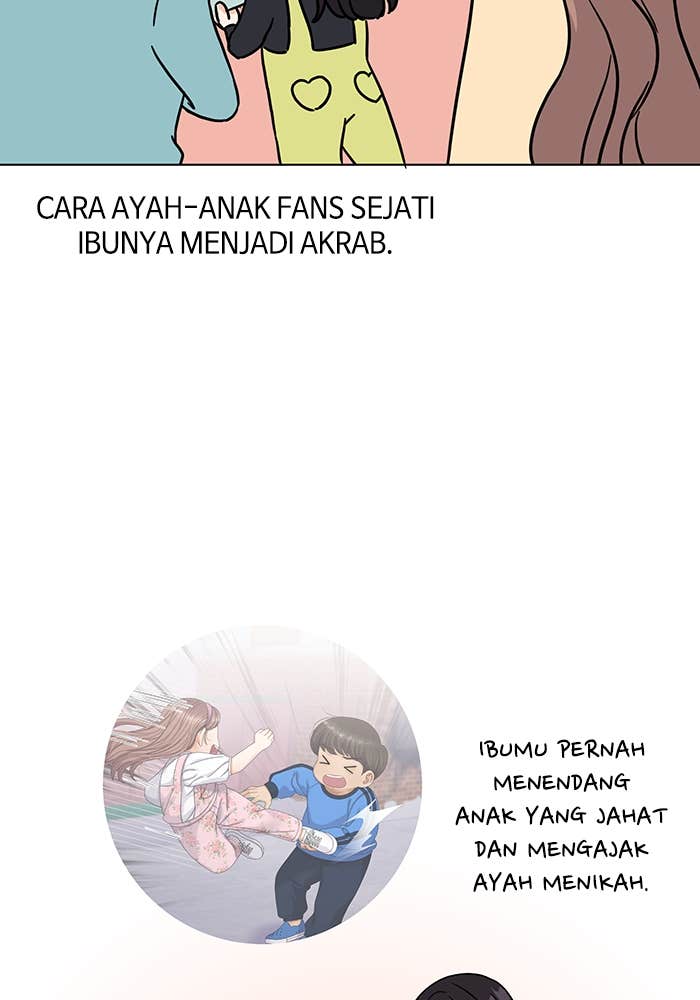 CARA AYAH-ANAK FANS SEJATI
IBUNYA MENJADI AKRAB.
IBUMU PERNAH
MENENDANG
ANAK YANG JAHAT
DAN MENGAJAK
AYAH MENIKAH.